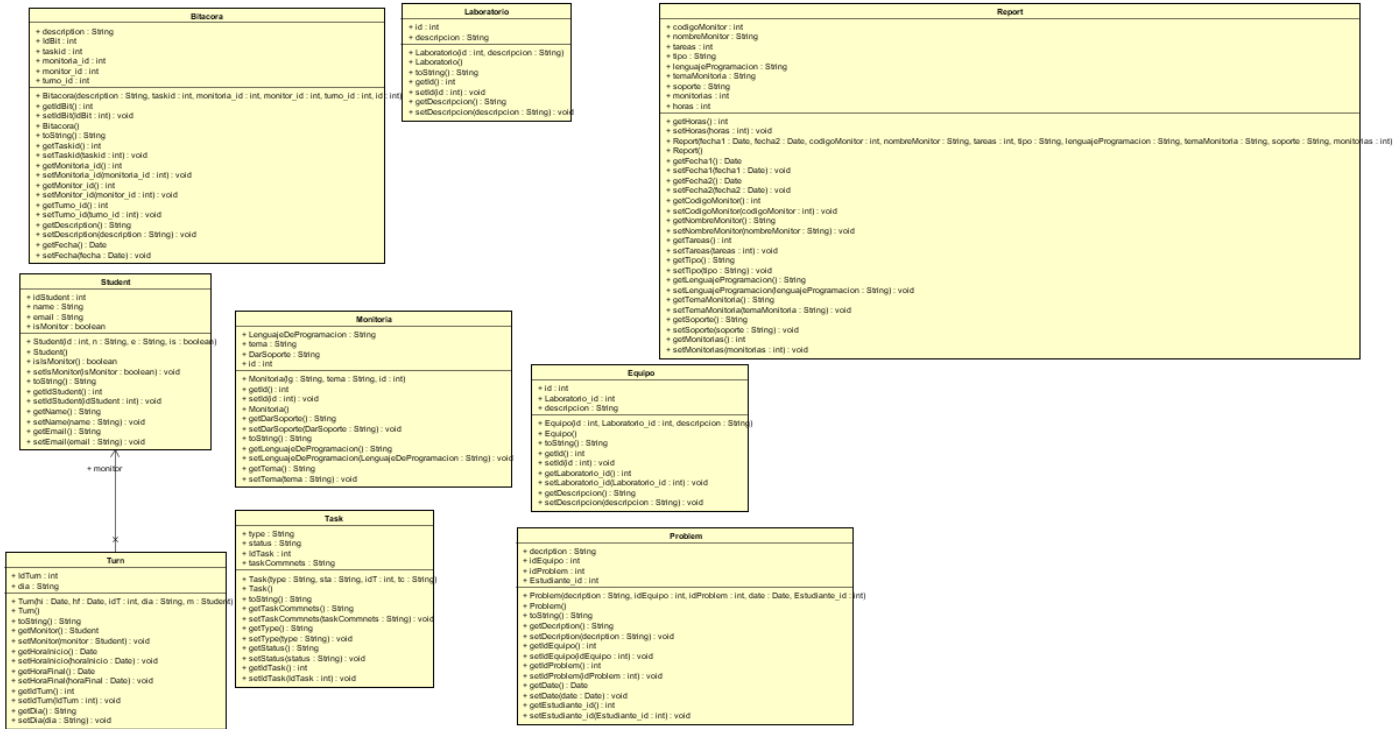 Bitacora
+ description : String
+ IdBit : int
+ taskid : int
+ monitoria_id : int
+ monitor_id : int
+ turno_id : int
+ Bitacora(description : String, taskid : int, monitoria_id : int, monitor_id : int, turno_id : int, id : int)
+ getIdBit() : int
+ setIdBit(IdBit : int) : void
+ Bitacora()
+ toString() : String
+ getTaskid() : int
+ setTaskid(taskid : int) : void
+ getMonitoria_id() : int
+ setMonitoria_id(monitoria_id : int) : void
+ getMonitor_id() : int
+ setMonitor_id(monitor_id : int) : void
+ getTurno_id() : int
+ setTurno_id(turno_id : int) : void
+ getDescription() : String
+ setDescription(description : String) : void
+ getFecha() : Date
+ setFecha(fecha : Date) : void
Laboratorio
+ id : int
+ descripcion : String
+ Laboratorio(id : int, descripcion : String)
+ Laboratorio()
+ toString() : String
+ getId() : int
+ setId(id : int) : void
+ getDescripcion() : String
+ setDescripcion(descripcion : String) : void
Report
+ codigoMonitor : int
+ nombreMonitor : String
+ tareas : int
+ tipo : String
+ lenguajeProgramacion : String
+ temaMonitoria : String
+ soporte : String
+ monitorias : int
+ horas : int
+ getHoras() : int
+ setHoras(horas : int) : void
+ Report(fecha1 : Date, fecha2 : Date, codigoMonitor : int, nombreMonitor : String, tareas : int, tipo : String, lenguajeProgramacion : String, temaMonitoria : String, soporte : String, monitorias : int)
+ Report()
+ getFecha1() : Date
+ setFecha1(fecha1 : Date) : void
+ getFecha2() : Date
+ setFecha2(fecha2 : Date) : void
+ getCodigoMonitor() : int
+ setCodigoMonitor(codigoMonitor : int) : void
+ getNombreMonitor() : String
+ setNombreMonitor(nombreMonitor : String) : void
+ getTareas() : int
+ setTareas(tareas : int) : void
+ getTipo() : String
+ setTipo(tipo : String) : void
+ getLenguajeProgramacion() : String
+ setLenguajeProgramacion(lenguajeProgramacion : String) : void
+ getTemaMonitoria() : String
+ setTemaMonitoria(temaMonitoria : String) : void
+ getSoporte() : String
+ setSoporte(soporte : String) : void
+ getMonitorias() : int
+ setMonitorias(monitorias : int) : void
Student
+ idStudent : int
+ name : String
+ email : String
+ isMonitor : boolean
+ Student(id : int, n : String, e : String, is : boolean)
+ Student()
+ isIsMonitor() : boolean
+ setIsMonitor(isMonitor : boolean) : void
+ toString() : String
+ getIdStudent() : int
+ setIdStudent(idStudent : int) : void
+ getName() : String
+ setName(name : String) : void
+ getEmail() : String
+ setEmail(email : String) : void
+ monitor
Monitoria
+ LenguajeDeProgramacion : String
+ tema : String
+ DarSoporte : String
+ id : int
+ Monitoria(lg : String, tema : String, id : int)
+ getId() : int
+ setId(id : int) : void
+ Monitoria()
+ getDarSoporte() : String
+ setDarSoporte(DarSoporte : String) : void
+ toString() : String
+ getLenguajeDeProgramacion() : String
+ setLenguajeDeProgramacion(LenguajeDeProgramacion : String) : void
+ getTema() : String
+ setTema(tema : String) : void
Equipo
+ id : int
+ Laboratorio_id : int
+ descripcion : String
+ Equipo(id : int, Laboratorio_id : int, descripcion : String)
+ Equipo()
+ toString() : String
+ getId() : int
+ setId(id : int) : void
+ getLaboratorio_id() : int
+ setLaboratorio_id(Laboratorio_id : int) : void
+ getDescripcion() : String
+ setDescripcion(descripcion : String) : void
Turn
+ IdTurn : int
+ dia : String
+ Turn(hi : Date, hf : Date, idT : int, dia : String, m : Student)
+ Turn()
+ toString() : String
+ getMonitor() : Student
+ setMonitor(monitor : Student) : void
+ getHoraInicio() : Date
+ setHoraInicio(horaInicio : Date) : void
+ getHoraFinal() : Date
+ setHoraFinal(horaFinal : Date) : void
+ getIdTurn() : int
+ setIdTurn(IdTurn : int) : void
+ getDia() : String
+ setDia(dia : String) : void
Task
+ type : String
+ status : String
+ IdTask : int
+ taskCommnets : String
+ Task(type : String, sta : String, idT : int, tc : String)
+ Task()
+ toString() : String
+ getTaskCommnets() : String
+ setTaskCommnets(taskCommnets : String) : void
+ getType() : String
+ setType(type : String) : void
+ getStatus() : String
+ setStatus(status : String) : void
+ getIdTask() : int
+ setIdTask(IdTask : int) : void
Problem
+ decription : String
+ idEquipo : int
+ idProblem : int
+ Estudiante_id : int
+ Problem(decription : String, idEquipo : int, idProblem : int, date : Date, Estudiante_id : int)
+ Problem()
+ toString() : String
+ getDecription() : String
+ setDecription(decription : String) : void
+ getIdEquipo() : int
+ setIdEquipo(idEquipo : int) : void
+ getIdProblem() : int
+ setIdProblem(idProblem : int) : void
+ getDate() : Date
+ setDate(date : Date) : void
+ getEstudiante_id() : int
+ setEstudiante_id(Estudiante_id : int) : void